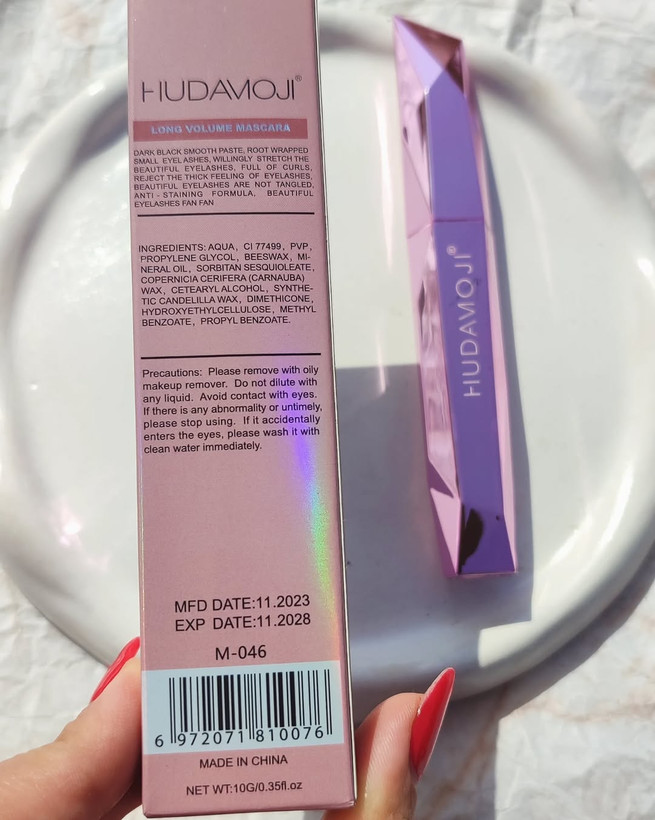 HUDAMOJI®
LONG VOLUME MASCARA
DARK BLACK SMOOTH PASTE, ROOT WRAPPED
SMALL EYELASHES, WILLINGLY STRETCH THE
BEAUTIFUL EYELASHES, FULL OF CURLS,
REJECT THE THICK FEELING OF EYELASHES,
BEAUTIFUL EYELASHES ARE NOT TANGLED,
ANTI-STAINING FORMULA, BEAUTIFUL
EYELASHES FAN FAN
INGREDIENTS: AQUA, CI 77499, PVP,
PROPYLENE GLYCOL, BEESWAX, MI-
NERAL OIL, SORBITAN SESQUIOLEATE,
COPERNICIA CERIFERA (CARNAUBA)
WAX, CETEARYL ALCOHOL, SYNTHE-
TIC CANDELILLA WAX, DIMETHICONE,
HYDROXYETHYLCELLULOSE, METHYL
BENZOATE, PROPYL BENZOATE.
Precautions: Please remove with oily
makeup remover. Do not dilute with
any liquid. Avoid contact with eyes.
If there is any abnormality or untimely,
please stop using. If it accidentally
enters the eyes, please wash it with
clean water immediately.
MFD DATE:11.2023
EXP DATE:11.2028
M-046
6 972071 810076
MADE IN CHINA
NET WT:10G/0.35fl.oz
HUDAMOJI®